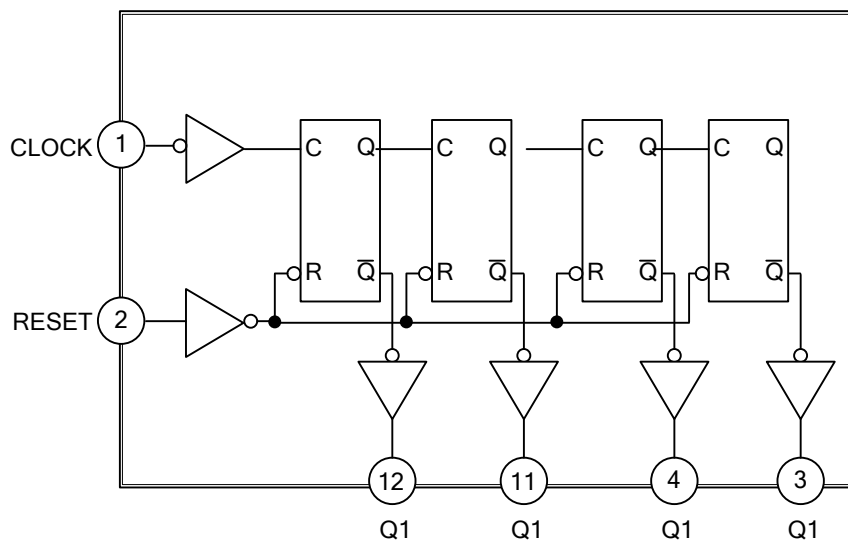 CLOCK 1 C Q C Q C Q C Q
R Q̅ R Q̅ R Q̅ R Q̅
RESET 2
12 11 4 3
Q1 Q1 Q1 Q1